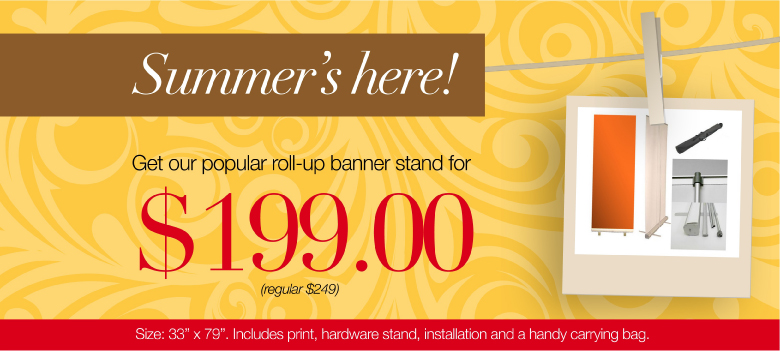 Summer's here!
Get our popular roll-up banner stand for
$199.00
(regular $249)
Size: 33” x 79”. Includes print, hardware stand, installation and a handy carrying bag.